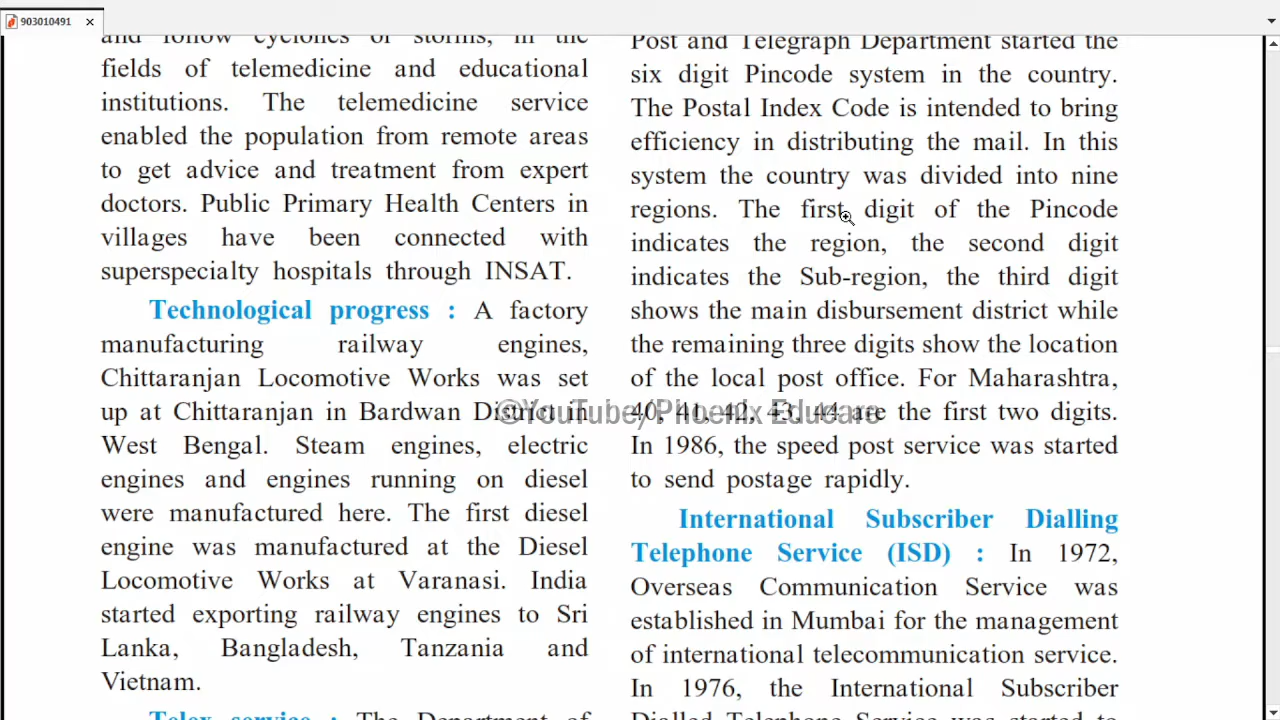 903010491
and follow cyclones or storms, in the
fields of telemedicine and educational
institutions. The telemedicine service
enabled the population from remote areas
to get advice and treatment from expert
doctors. Public Primary Health Centers in
villages have been connected with
superspecialty hospitals through INSAT.
Technological progress : A factory
manufacturing railway engines,
Chittaranjan Locomotive Works was set
up at Chittaranjan in Bardwan District in
West Bengal. Steam engines, electric
engines and engines running on diesel
were manufactured here. The first diesel
engine was manufactured at the Diesel
Locomotive Works at Varanasi. India
started exporting railway engines to Sri
Lanka, Bangladesh, Tanzania and
Vietnam.
Telex service : The Department of
Post and Telegraph Department started the
six digit Pincode system in the country.
The Postal Index Code is intended to bring
efficiency in distributing the mail. In this
system the country was divided into nine
regions. The first digit of the Pincode
indicates the region, the second digit
indicates the Sub-region, the third digit
shows the main disbursement district while
the remaining three digits show the location
of the local post office. For Maharashtra,
40, 41, 42, 43, 44 are the first two digits.
In 1986, the speed post service was started
to send postage rapidly.
International Subscriber Dialling
Telephone Service (ISD) : In 1972,
Overseas Communication Service was
established in Mumbai for the management
of international telecommunication service.
In 1976, the International Subscriber
Dialled Telephone Service was started to
©YouTube/Phoenix Educare